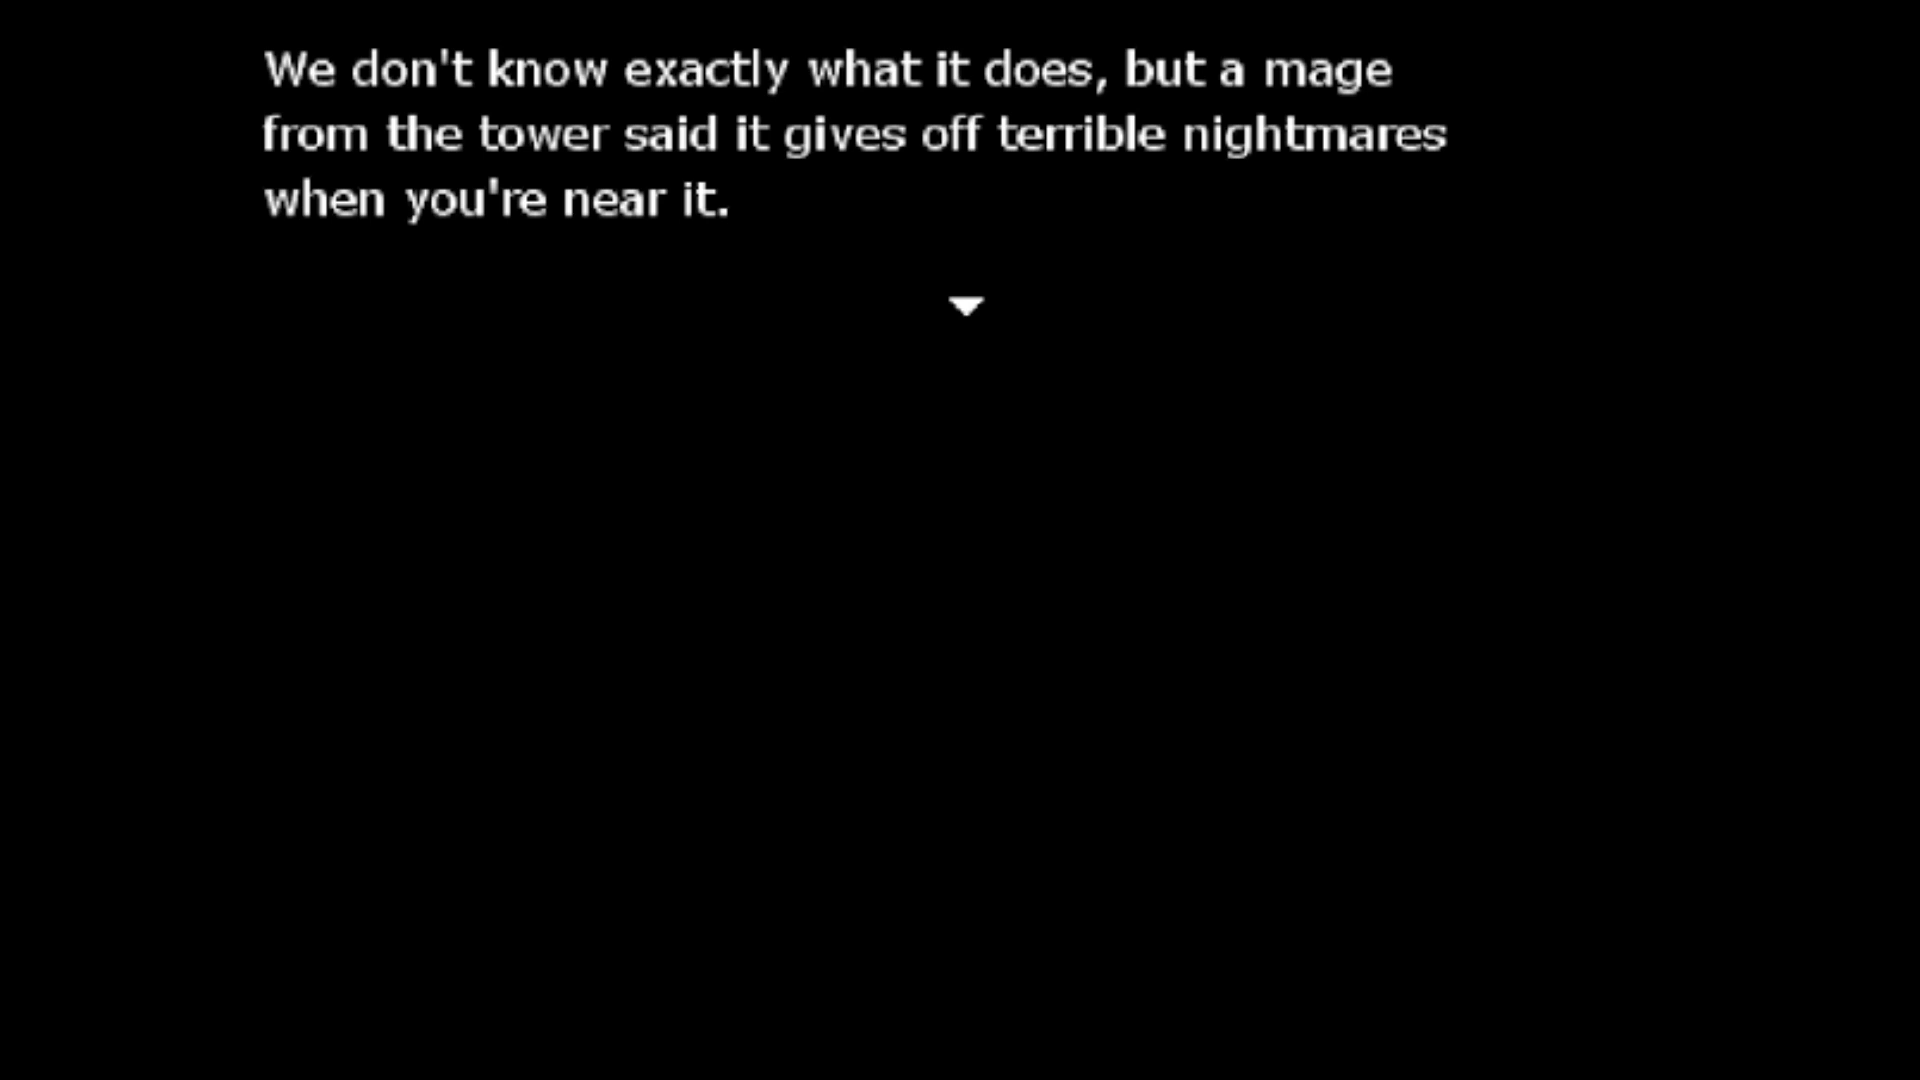 We don't know exactly what it does, but a mage
from the tower said it gives off terrible nightmares
when you're near it.